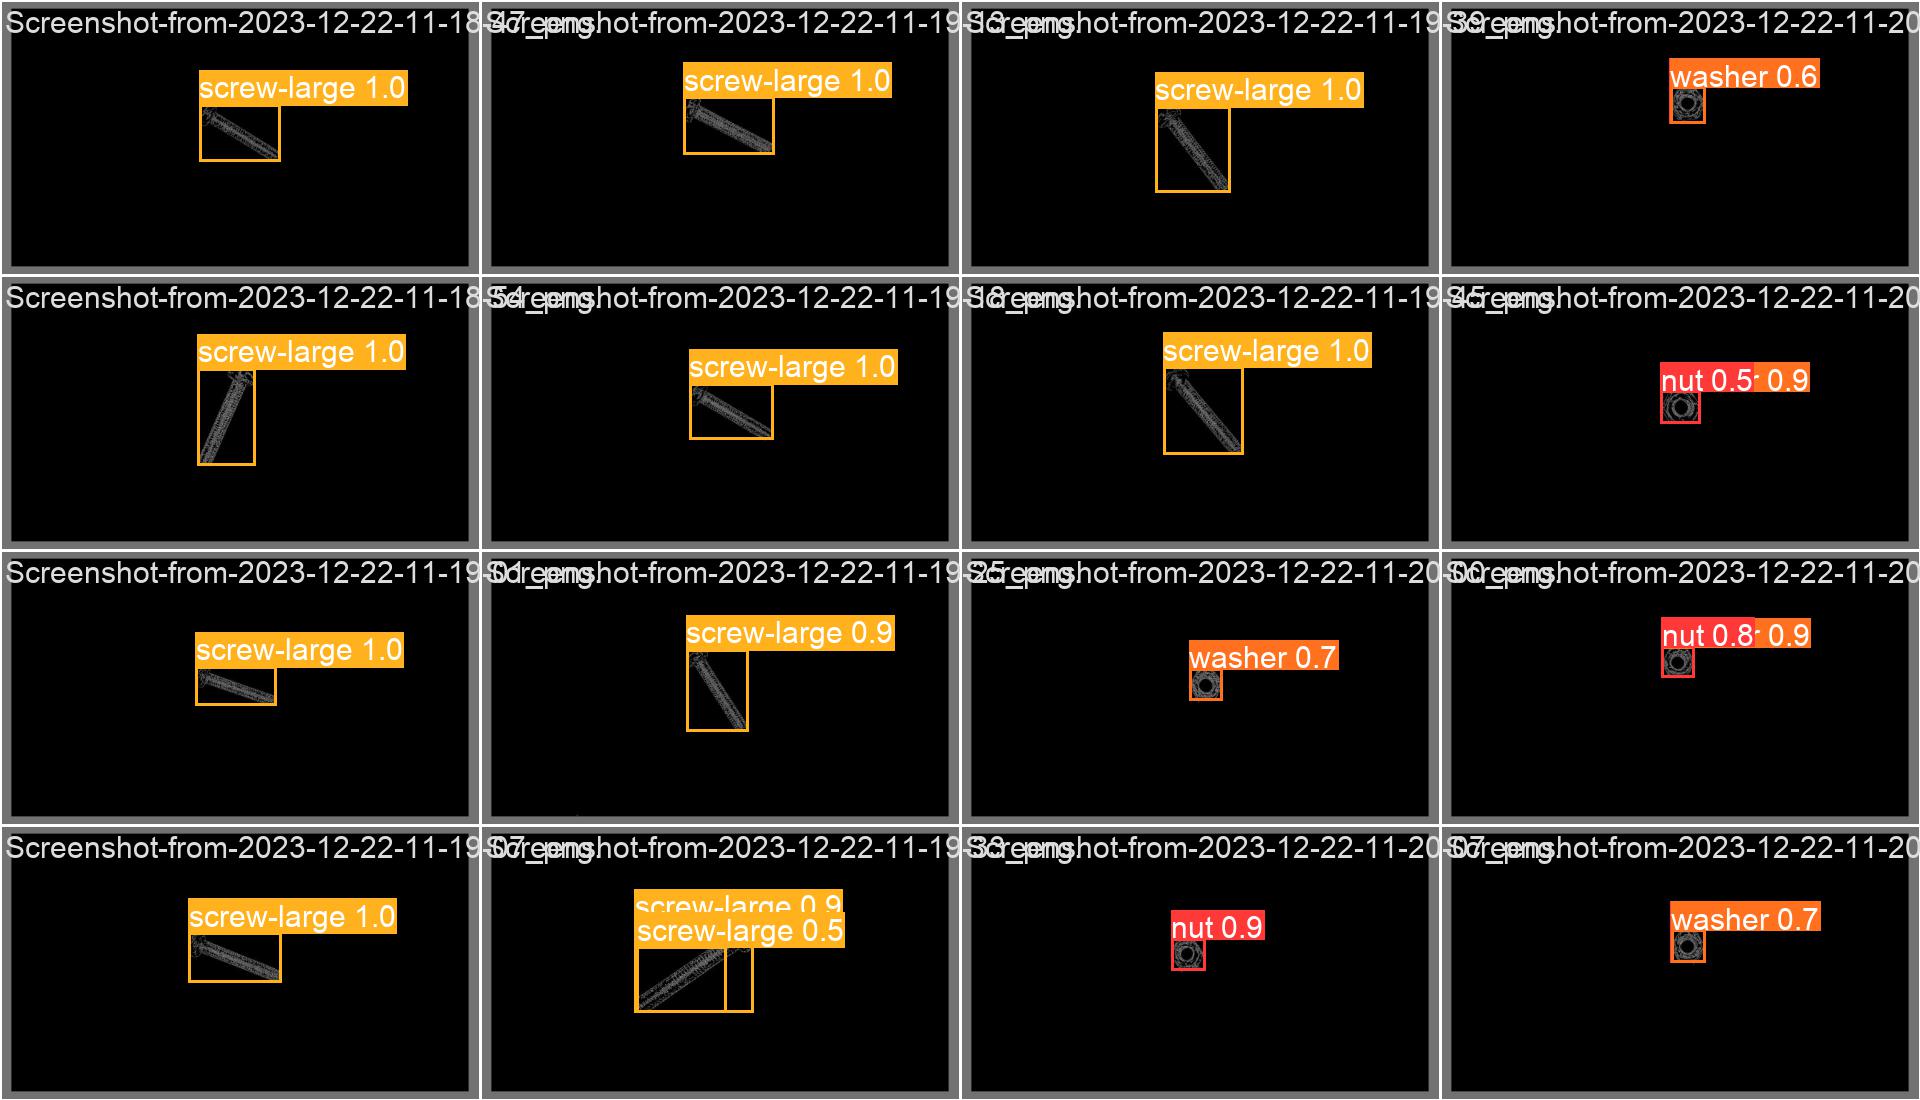 Screenshot-from-2023-12-22-11-18-47_png.
Screenshot-from-2023-12-22-11-19-13_png.
Screenshot-from-2023-12-22-11-19-39_png.
Screenshot-from-2023-12-22-11-20
screw-large 1.0
screw-large 1.0
screw-large 1.0
washer 0.6
Screenshot-from-2023-12-22-11-18-54_png.
Screenshot-from-2023-12-22-11-19-18_png.
Screenshot-from-2023-12-22-11-19-45_png.
Screenshot-from-2023-12-22-11-20
screw-large 1.0
screw-large 1.0
screw-large 1.0
nut 0.5
0.9
Screenshot-from-2023-12-22-11-19-01_png.
Screenshot-from-2023-12-22-11-19-25_png.
Screenshot-from-2023-12-22-11-20-00_png.
Screenshot-from-2023-12-22-11-20
screw-large 1.0
screw-large 0.9
washer 0.7
nut 0.8
0.9
Screenshot-from-2023-12-22-11-19-07_png.
Screenshot-from-2023-12-22-11-19-33_png.
Screenshot-from-2023-12-22-11-20-07_png.
Screenshot-from-2023-12-22-11-20
screw-large 1.0
screw-large 0.9
screw-large 0.5
nut 0.9
washer 0.7